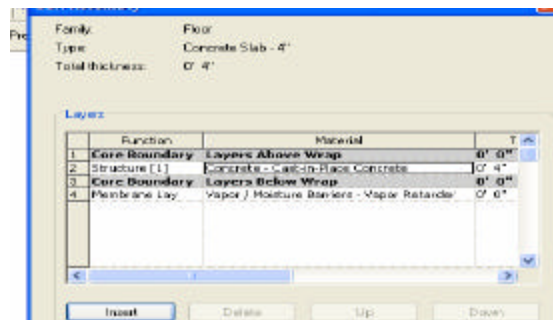 Pre
Family: Floor
Type: Concrete Slab - 4"
Total thickness: 0' 4"
Layers
Function Material T
1 Core Boundary Layers Above Wrap 0' 0"
2 Structure [1] Concrete - Cast-In-Place Concrete 0' 4"
3 Core Boundary Layers Below Wrap 0' 0"
4 Membrane Lay Vapor / Moisture Barriers - Vapor Retarder 0' 0"
Insert Delete Up Down